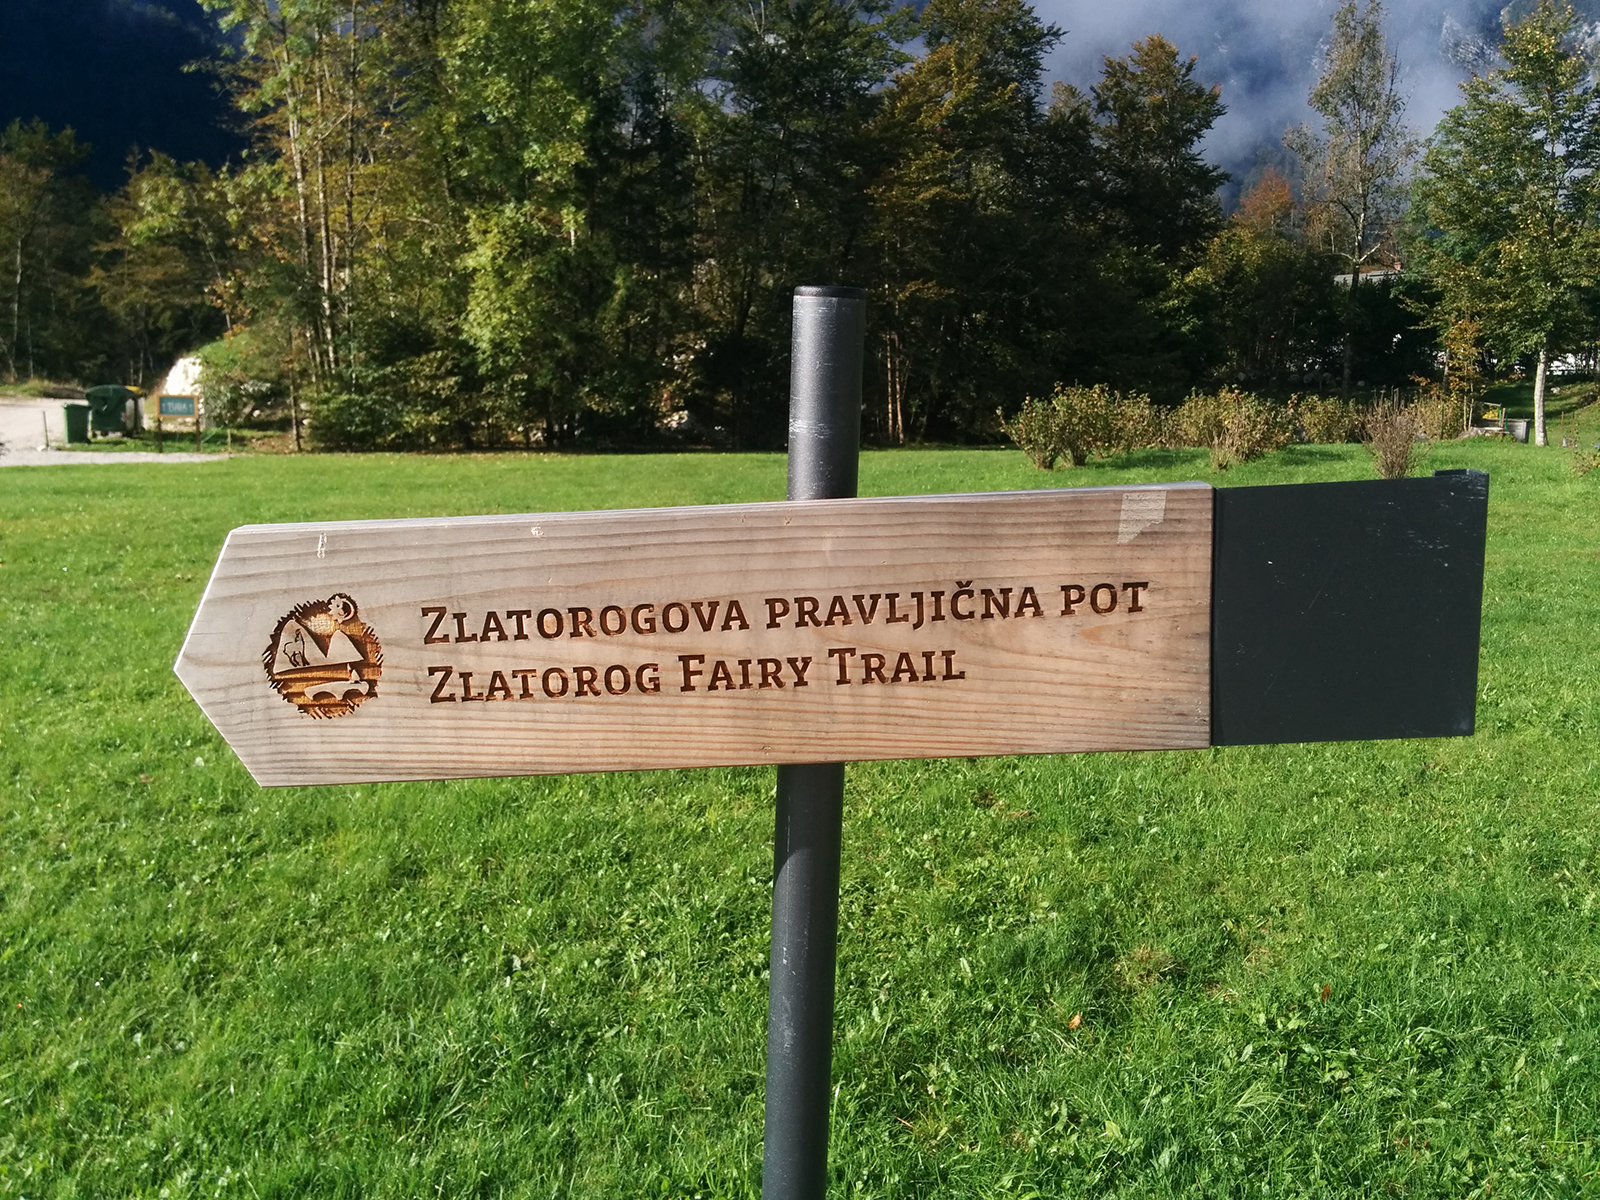 Zlatorogova pravljična pot
Zlatorog Fairy Trail